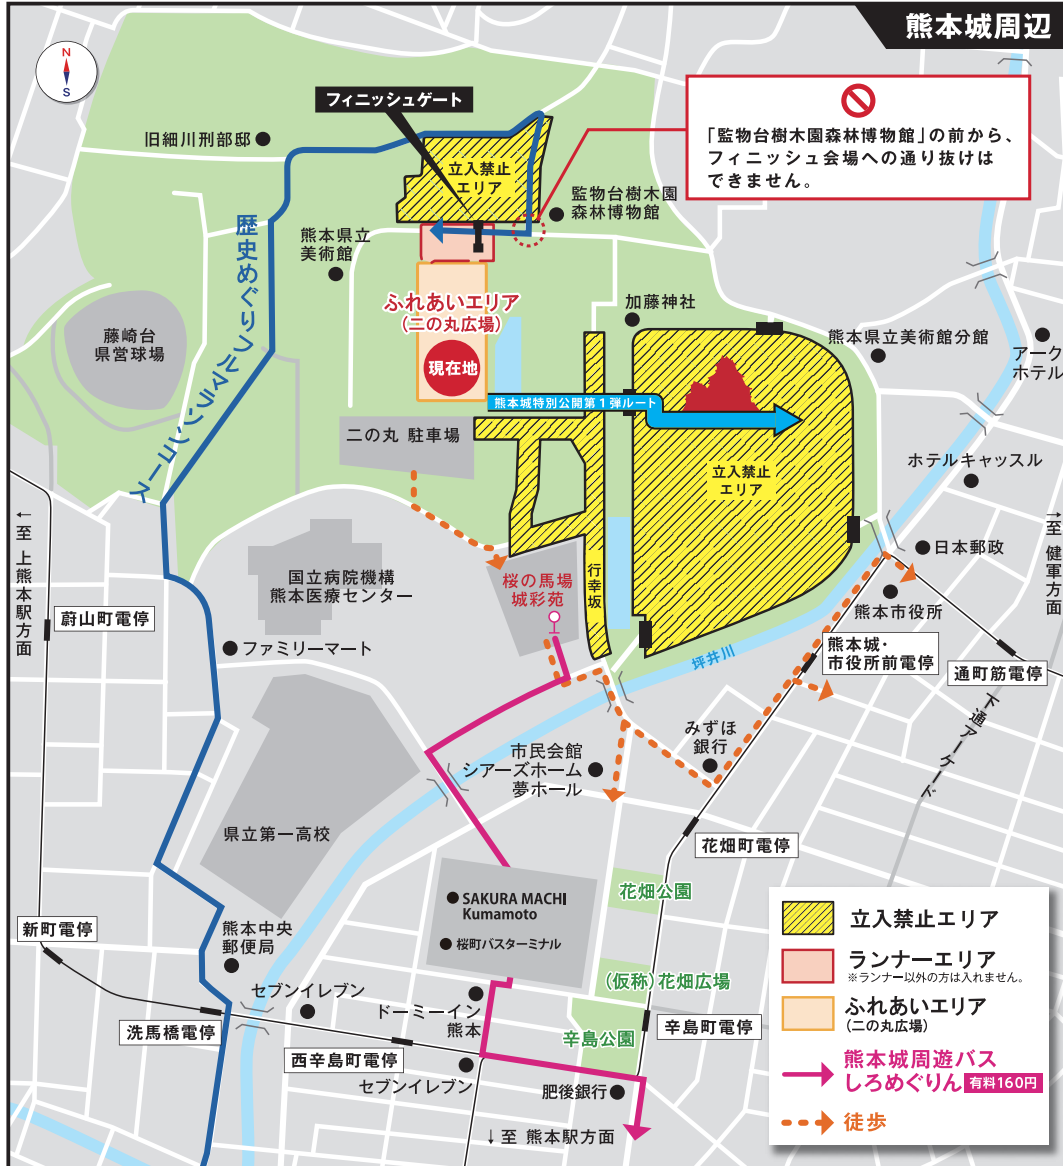 熊本城周辺
N
S
フィニッシュゲート
「監物台樹木園森林博物館」の前から、
フィニッシュ会場への通り抜けは
できません。
旧細川刑部邸
立入禁止
エリア
監物台樹木園
森林博物館
熊本県立
美術館
歴史めぐりフルマラソンコース
ふれあいエリア
(二の丸広場)
現在地
藤崎台
県営球場
加藤神社
熊本県立美術館分館
アーク
ホテル
熊本城特別公開第1弾ルート
二の丸 駐車場
立入禁止
エリア
ホテルキャッスル
←至 上熊本駅方面
→至 健軍方面
日本郵政
国立病院機構
熊本医療センター
桜の馬場
城彩苑
行幸坂
熊本市役所
蔚山町電停
ファミリーマート
坪井川
熊本城・
市役所前電停
通町筋電停
下通アーケード
みずほ
銀行
市民会館
シアーズホーム
夢ホール
県立第一高校
花畑町電停
SAKURA MACHI
Kumamoto
桜町バスターミナル
花畑公園
新町電停
熊本中央
郵便局
(仮称)花畑広場
セブンイレブン
ドーミーイン
熊本
洗馬橋電停
辛島公園
辛島町電停
西辛島町電停
セブンイレブン
肥後銀行
↓至 熊本駅方面
立入禁止エリア
ランナーエリア
※ランナー以外の方は入れません。
ふれあいエリア
(二の丸広場)
熊本城周遊バス
しろめぐりん 有料160円
徒歩